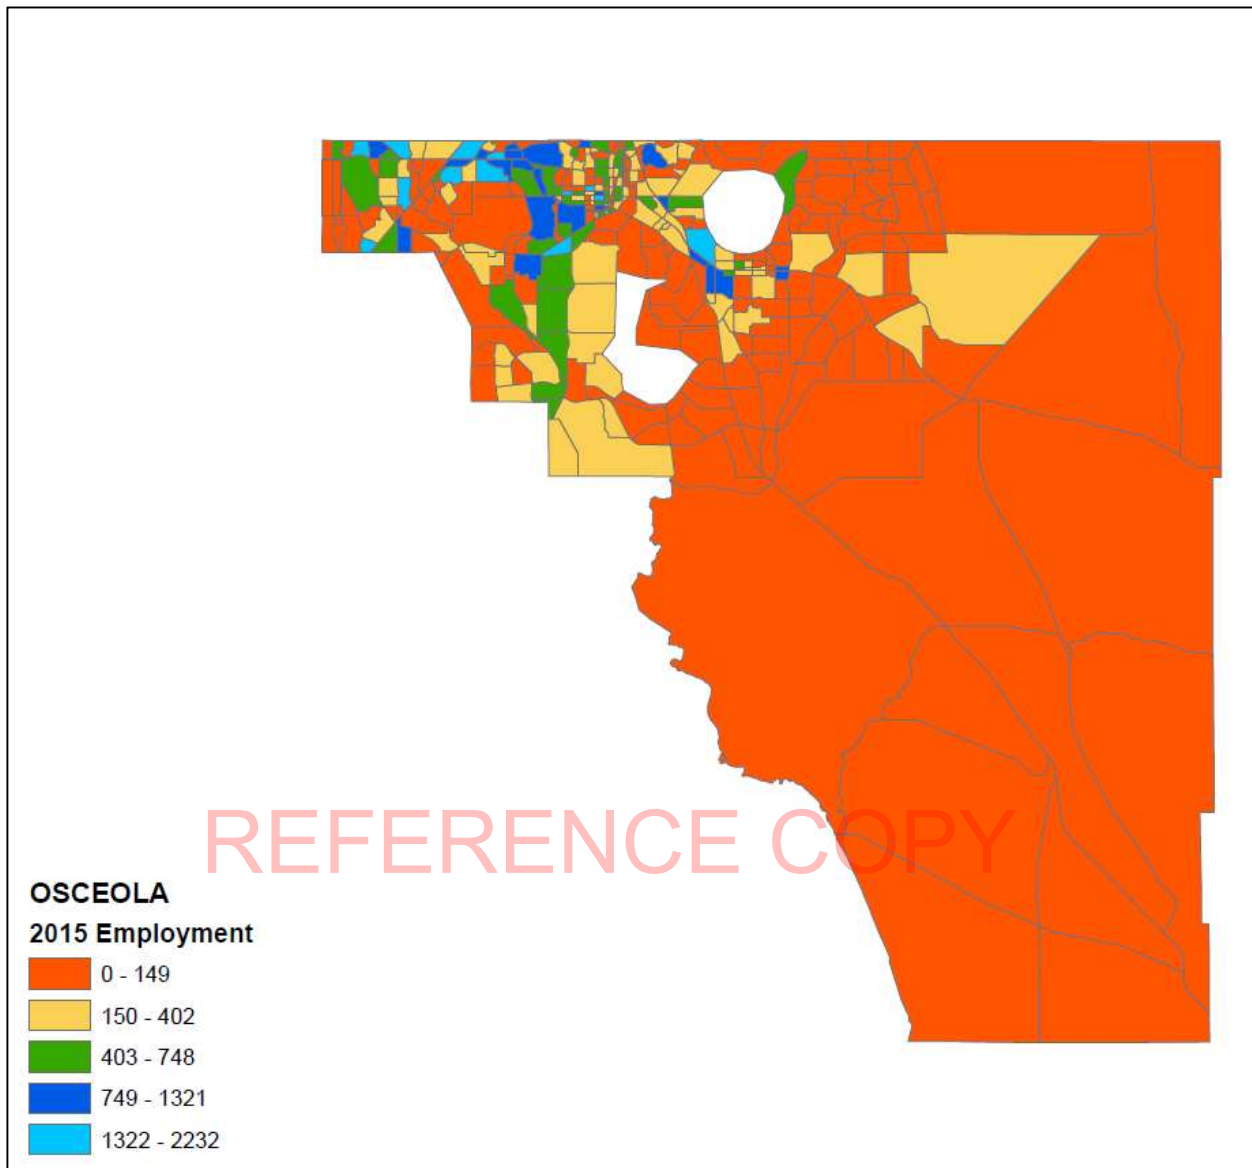 REFERENCE COPY
OSCEOLA
2015 Employment
0 - 149
150 - 402
403 - 748
749 - 1321
1322 - 2232